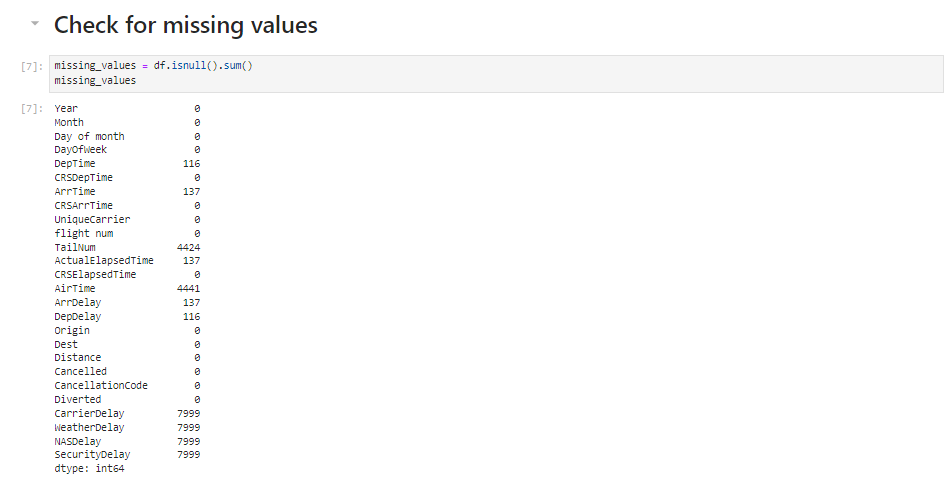 Check for missing values
[7]: missing_values = df.isnull().sum()
missing_values
[7]: Year 0
Month 0
Day of month 0
DayOfWeek 0
DepTime 116
CRSDepTime 0
ArrTime 137
CRSArrTime 0
UniqueCarrier 0
flight num 0
TailNum 4424
ActualElapsedTime 137
CRSElapsedTime 0
AirTime 4441
ArrDelay 137
DepDelay 116
Origin 0
Dest 0
Distance 0
Cancelled 0
CancellationCode 0
Diverted 0
CarrierDelay 7999
WeatherDelay 7999
NASDelay 7999
SecurityDelay 7999
dtype: int64